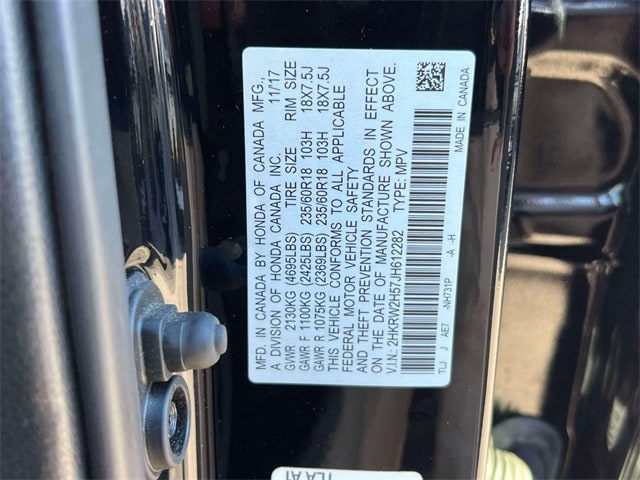 MFD. IN CANADA BY HONDA OF CANADA MFG.,
A DIVISION OF HONDA CANADA INC. 11/17
GVWR 2130KG (4695LBS) TIRE SIZE RIM SIZE
GAWR F 1100KG (2425LBS) 235/60R18 103H 18X7.5J
GAWR R 1075KG (2369LBS) 235/60R18 103H 18X7.5J
THIS VEHICLE CONFORMS TO ALL APPLICABLE
FEDERAL MOTOR VEHICLE SAFETY
AND THEFT PREVENTION STANDARDS IN EFFECT
ON THE DATE OF MANUFACTURE SHOWN ABOVE.
V.I.N: 2HKRW2H57JH612282 TYPE: MPV
TLJ J AE7 -NH731P -A -H
MADE IN CANADA